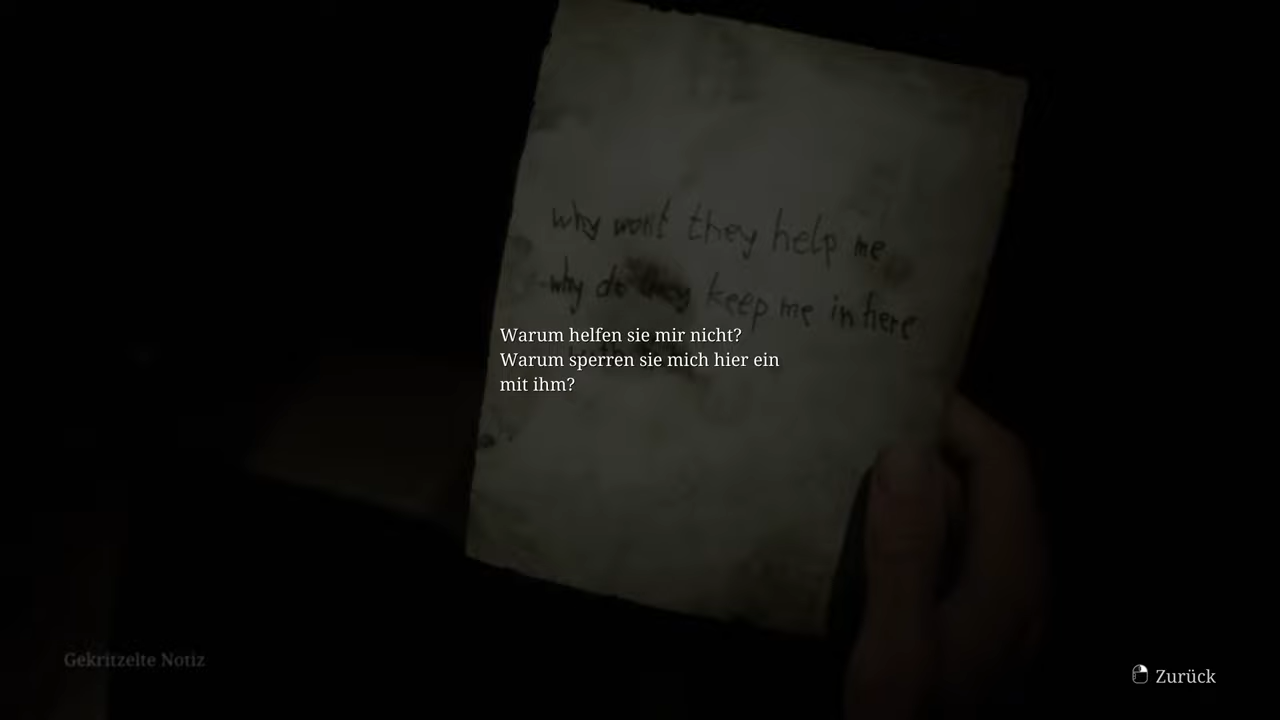 why wont they help me
why do they keep me in here
Warum helfen sie mir nicht?
Warum sperren sie mich hier ein
mit ihm?
Gekritzelte Notiz
Zurück